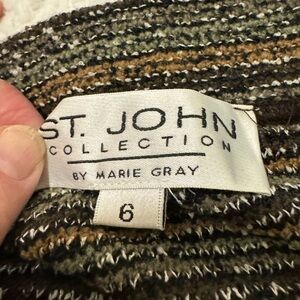 ST. JOHN
COLLECTION
BY MARIE GRAY
6